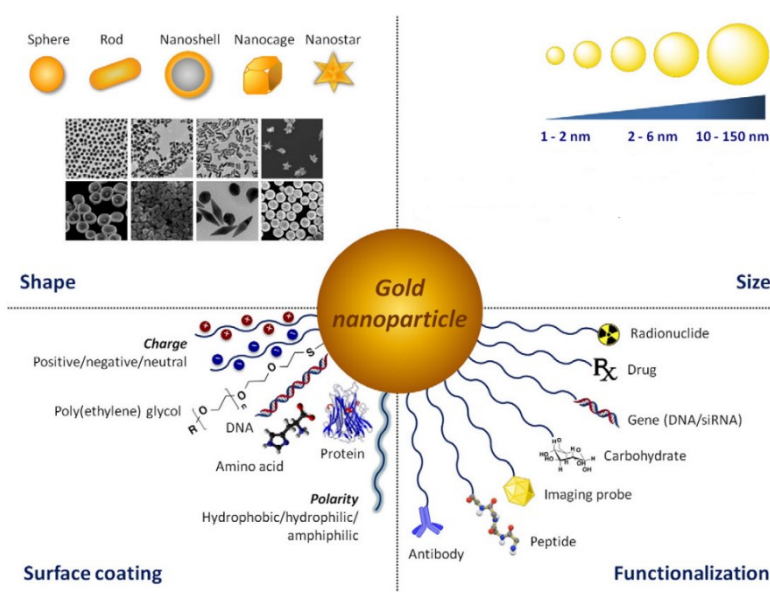 Sphere
Rod
Nanoshell
Nanocage
Nanostar
1 - 2 nm
2 - 6 nm
10 - 150 nm
Shape
Size
Gold
nanoparticle
Charge
Positive/negative/neutral
+
+
+
+
S
O
O
n
O
R
Poly(ethylene) glycol
DNA
Amino acid
Protein
Polarity
Hydrophobic/hydrophilic/
amphiphilic
Radionuclide
Rx
Drug
Gene (DNA/siRNA)
Carbohydrate
Imaging probe
Peptide
Antibody
Surface coating
Functionalization